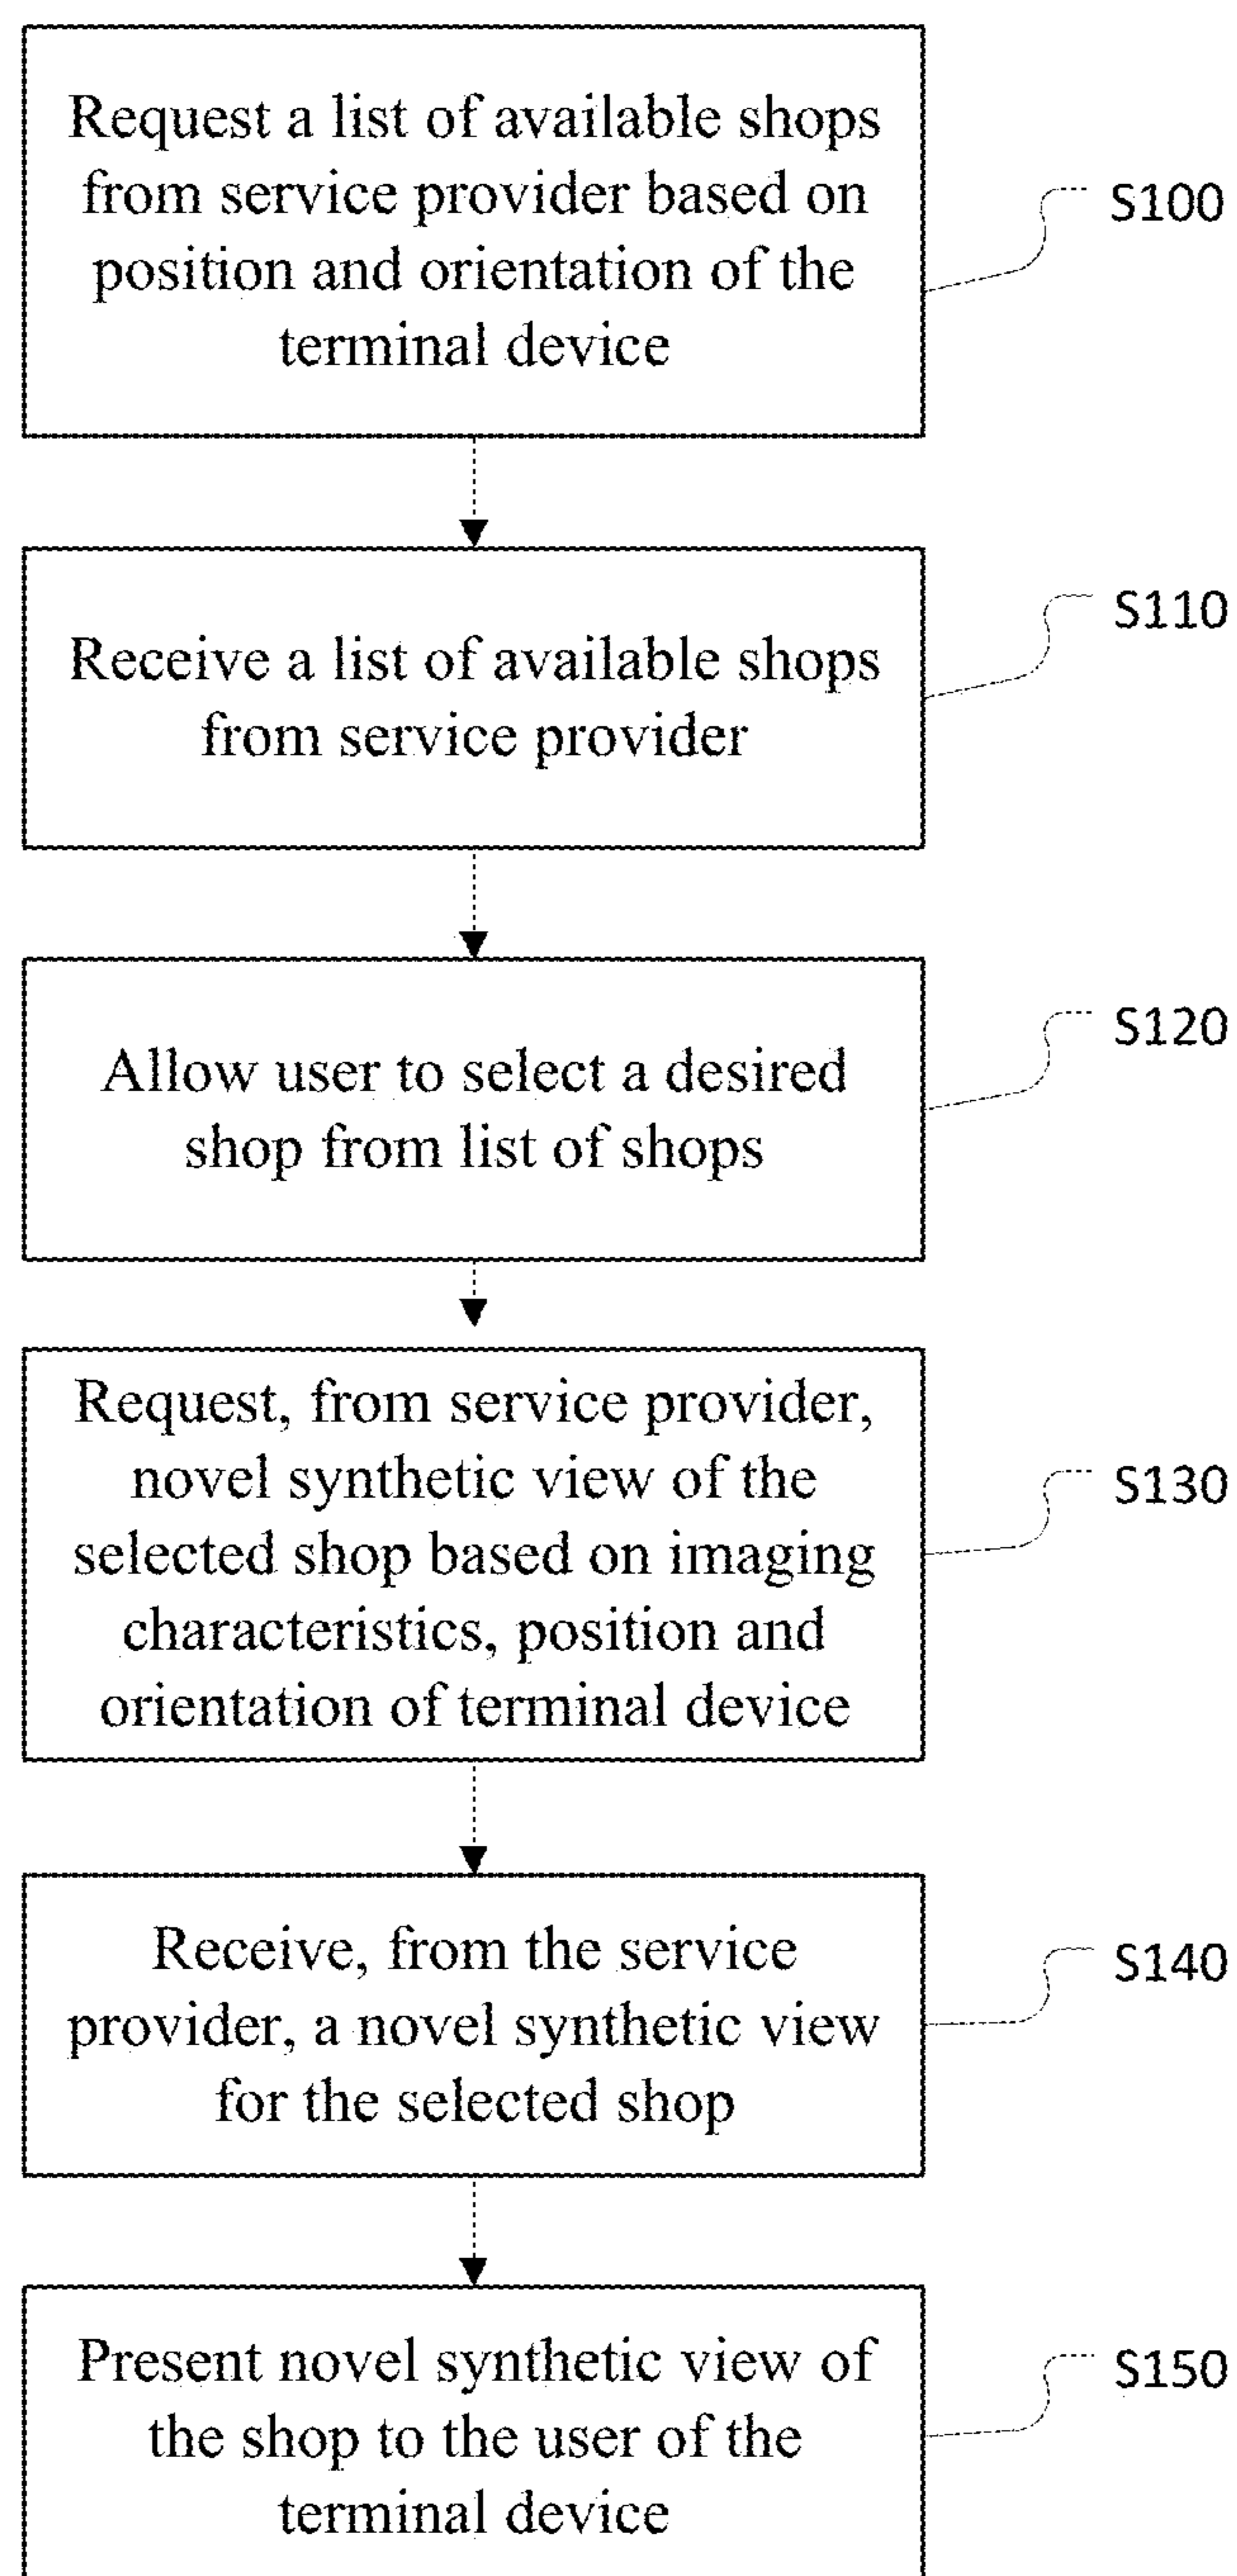 Request a list of available shops
from service provider based on
position and orientation of the
terminal device
S100
Receive a list of available shops
from service provider
S110
Allow user to select a desired
shop from list of shops
S120
Request, from service provider,
novel synthetic view of the
selected shop based on imaging
characteristics, position and
orientation of terminal device
S130
Receive, from the service
provider, a novel synthetic view
for the selected shop
S140
Present novel synthetic view of
the shop to the user of the
terminal device
S150